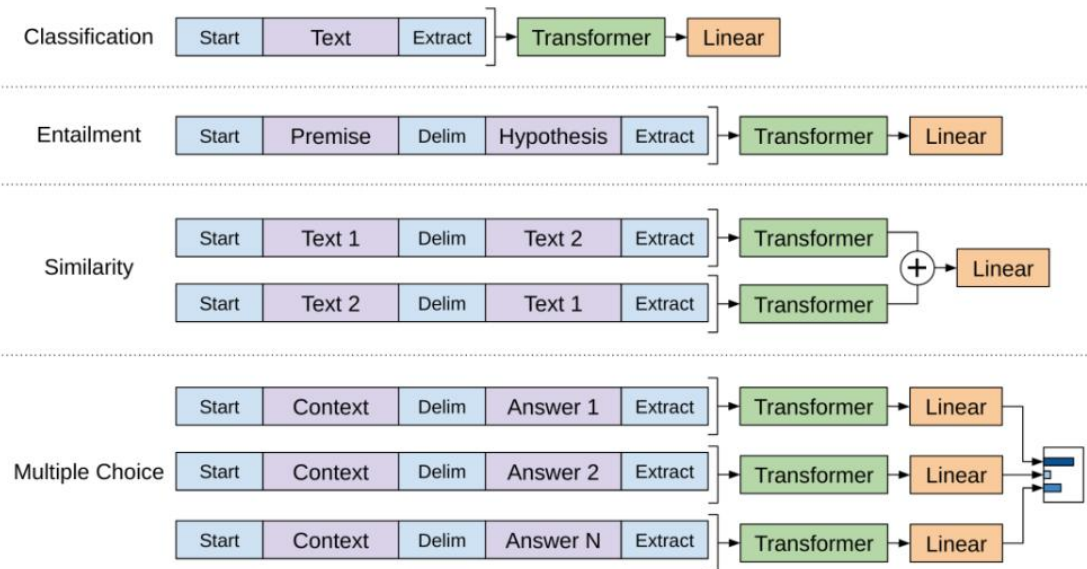 Classification Start Text Extract Transformer Linear
Entailment Start Premise Delim Hypothesis Extract Transformer Linear
Start Text 1 Delim Text 2 Extract Transformer
Similarity + Linear
Start Text 2 Delim Text 1 Extract Transformer
Start Context Delim Answer 1 Extract Transformer Linear
Multiple Choice Start Context Delim Answer 2 Extract Transformer Linear
Start Context Delim Answer N Extract Transformer Linear